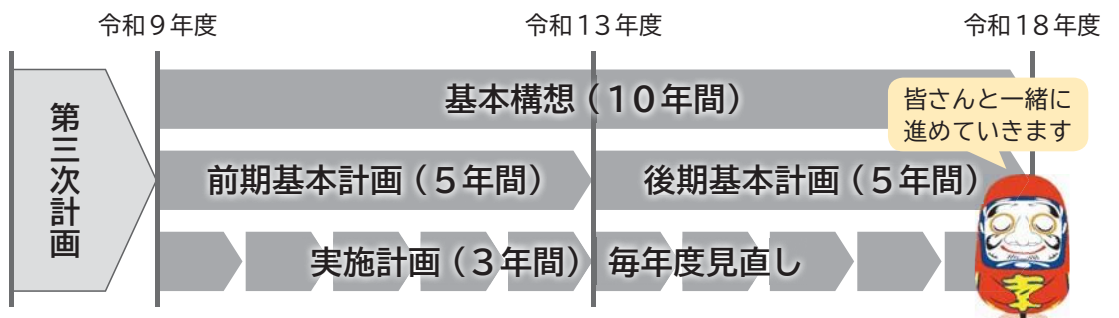 令和９年度
令和１３年度
令和１８年度
第三次計画
基本構想（１０年間）
皆さんと一緒に
進めていきます
前期基本計画（５年間）
後期基本計画（５年間）
実施計画（３年間）毎年度見直し